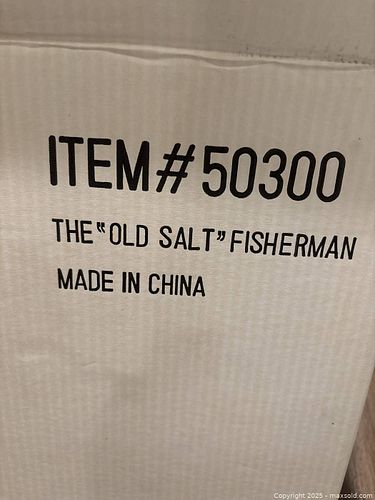 ITEM#50300
THE "OLD SALT" FISHERMAN
MADE IN CHINA
Copyright 2025 - maxsold.com